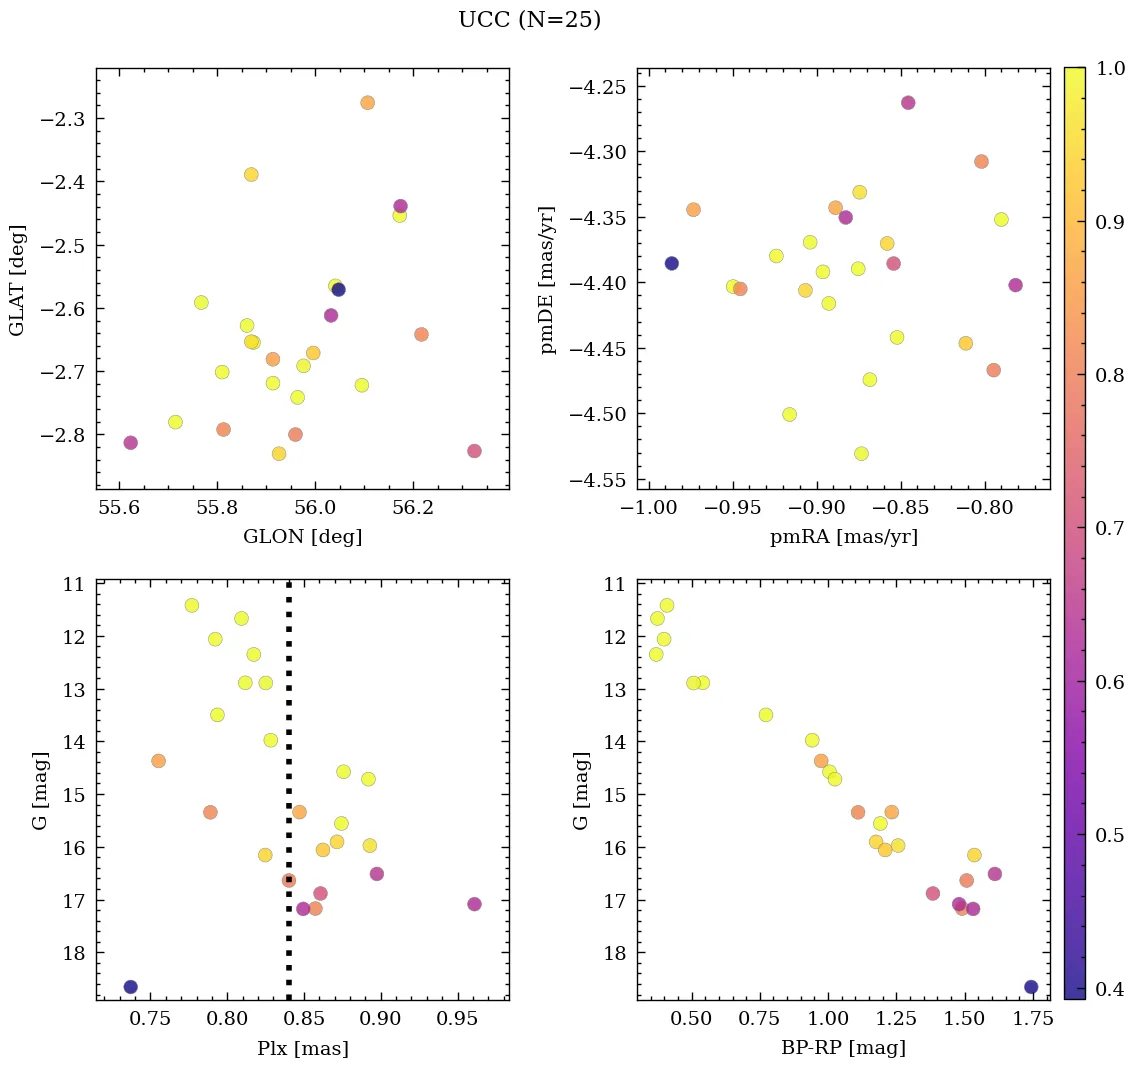 UCC (N=25)
−2.3
−2.4
−2.5
−2.6
−2.7
−2.8
GLAT [deg]
55.6 55.8 56.0 56.2
GLON [deg]
−4.25
−4.30
−4.35
−4.40
−4.45
−4.50
−4.55
pmDE [mas/yr]
−1.00 −0.95 −0.90 −0.85 −0.80
pmRA [mas/yr]
11
12
13
14
15
16
17
18
G [mag]
0.75 0.80 0.85 0.90 0.95
Plx [mas]
11
12
13
14
15
16
17
18
G [mag]
0.50 0.75 1.00 1.25 1.50 1.75
BP-RP [mag]
1.0
0.9
0.8
0.7
0.6
0.5
0.4